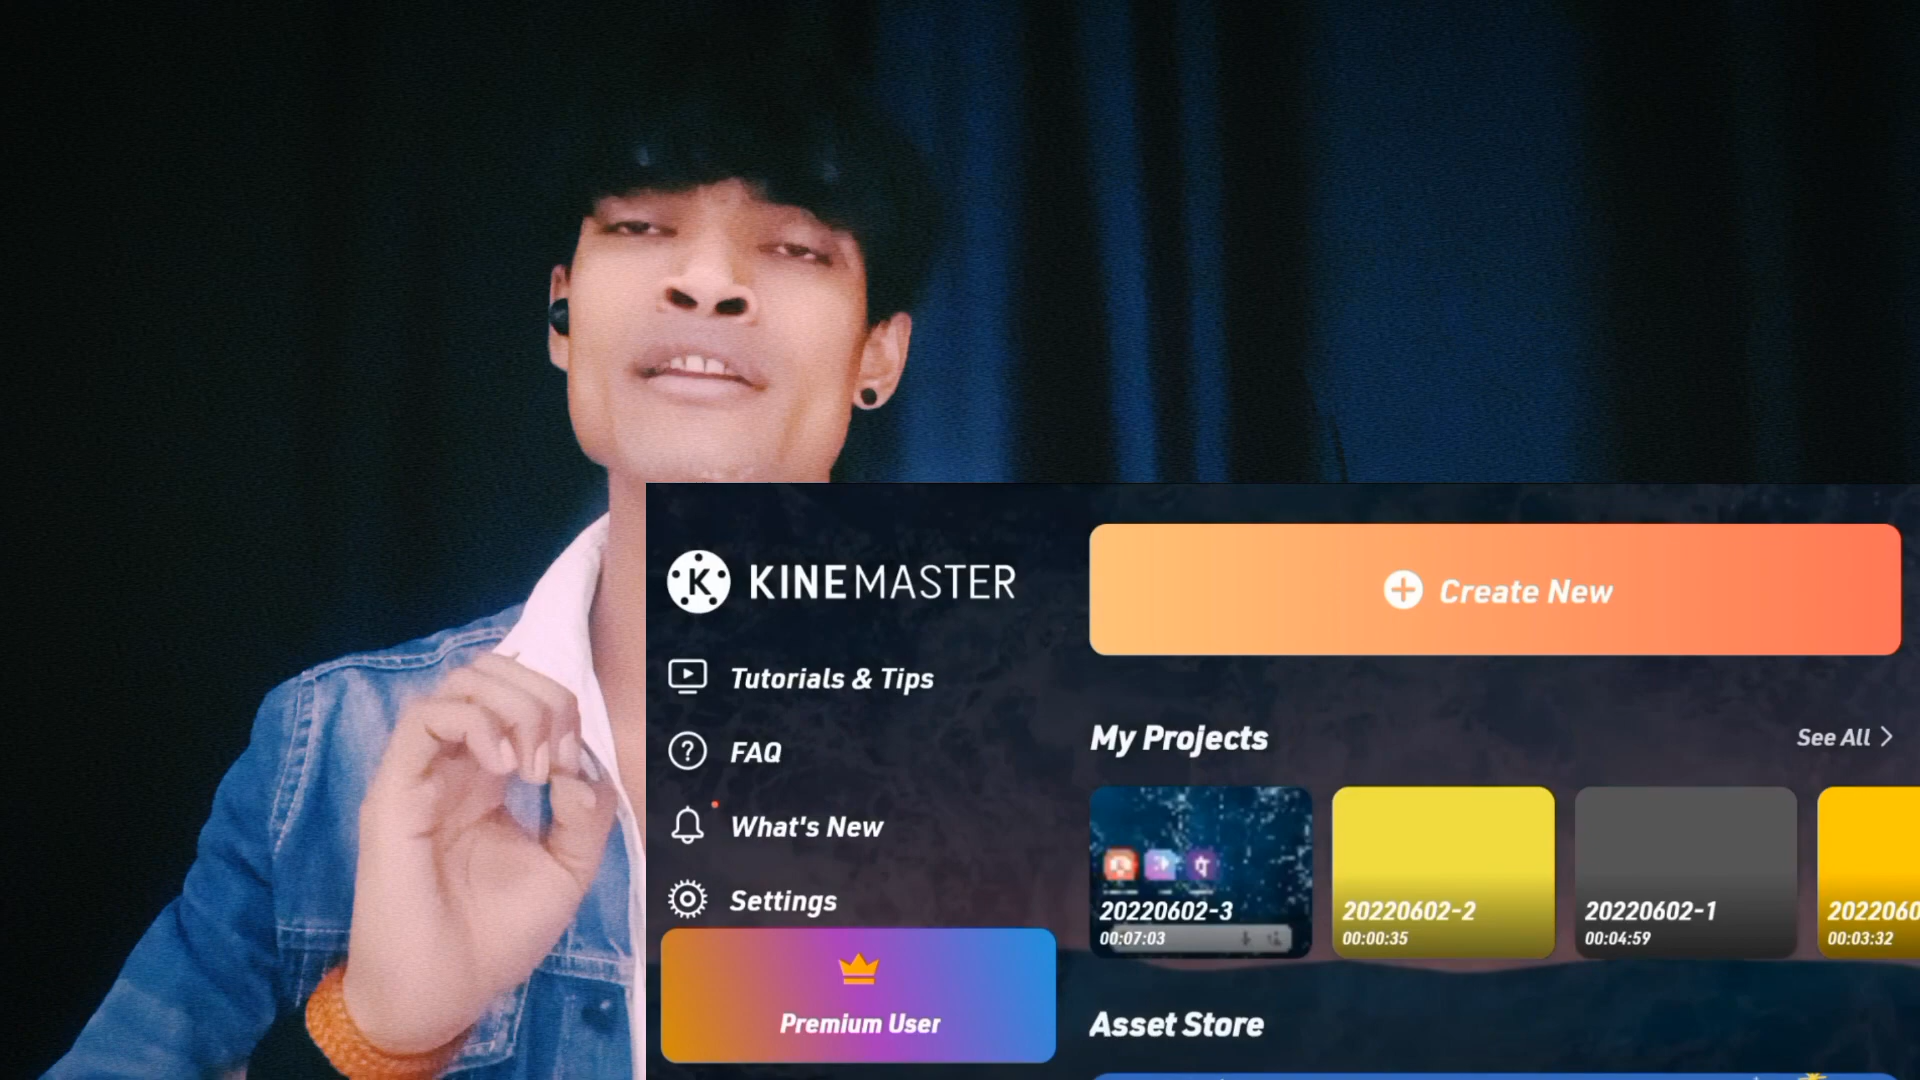 KINEMASTER
Tutorials & Tips
FAQ
What's New
Settings
Premium User
Create New
My Projects
See All
20220602-3
00:07:03
20220602-2
00:00:35
20220602-1
00:04:59
2022060
00:03:32
Asset Store